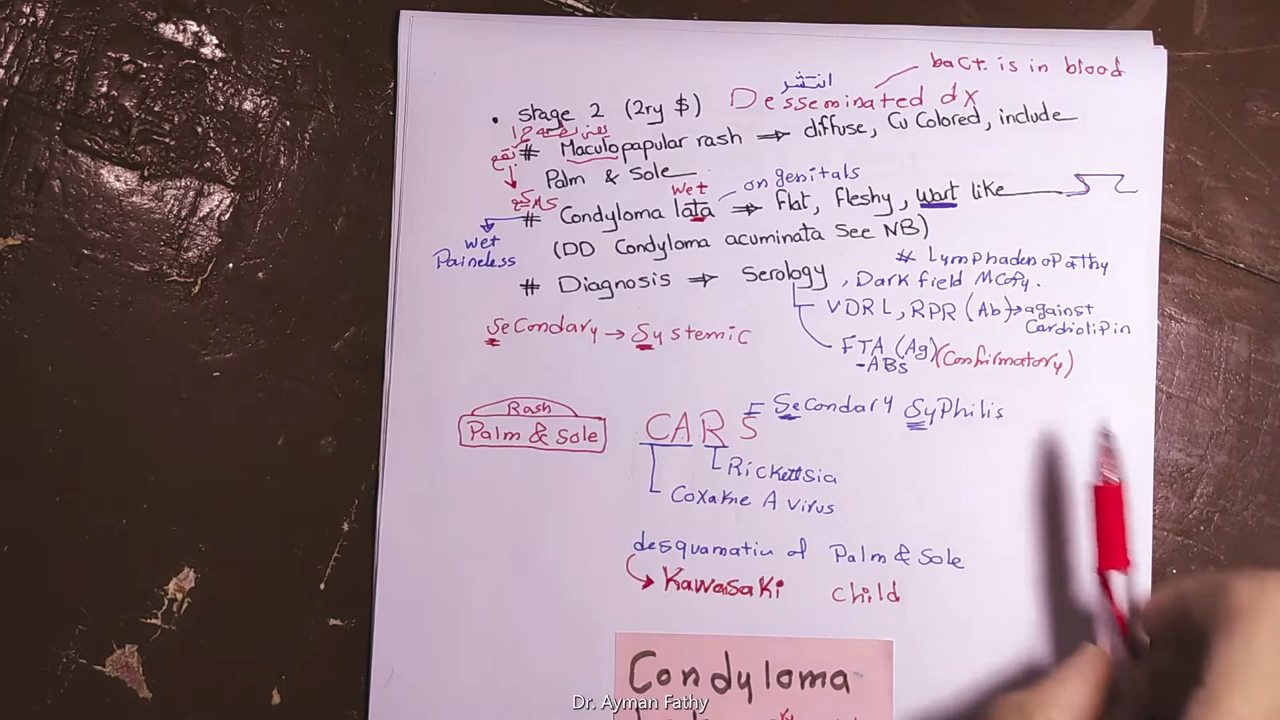 bact. is in blood
انتشر
• stage 2 (2ry $) Desseminated dx
# Maculopapular rash ⇒ diffuse, Cu Colored, include
بقع
Palm & Sole
wet on genitals
# Condyloma lata ⇒ flat, fleshy, wart like
wet
Paineless
(DD Condyloma acuminata See NB)
# Lymphadenopathy
# Diagnosis ⇒ Serology, Dark field Mcopy.
VDRL, RPR (Ab)→against
Cardiolipin
Secondary → Systemic
FTA (Ag)(Confirmatory)
-ABS
Rash
Palm & Sole
CARS = Secondary Syphilis
Rickettsia
Coxakie A virus
desquamatin of Palm & Sole
Kawasaki child
Condyloma
Dr. Ayman Fathy